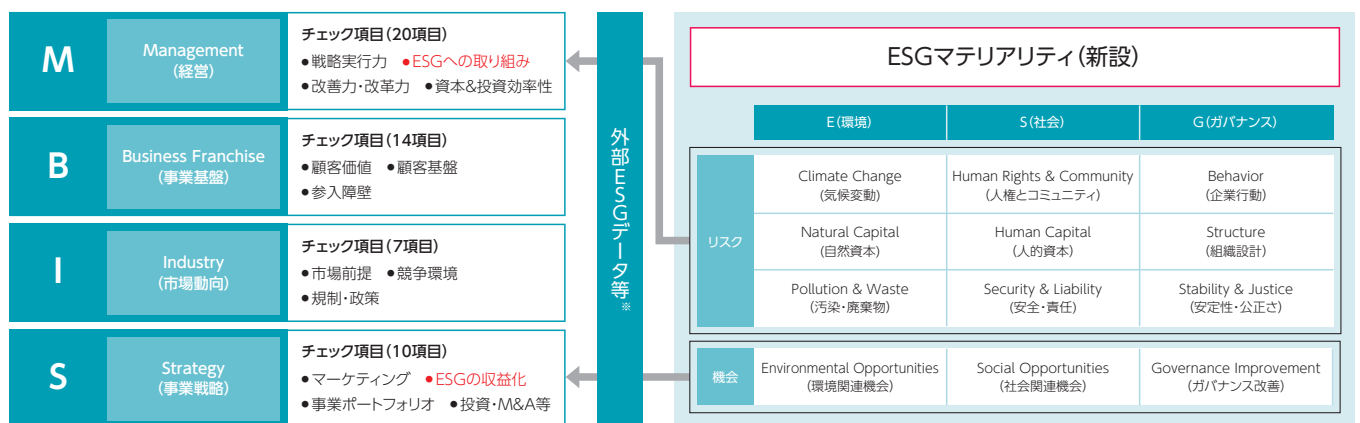 M
Management
(経営)
チェック項目(20項目)
●戦略実行力 ●ESGへの取り組み
●改善力・改革力 ●資本&投資効率性
B
Business Franchise
(事業基盤)
チェック項目(14項目)
●顧客価値 ●顧客基盤
●参入障壁
I
Industry
(市場動向)
チェック項目(7項目)
●市場前提 ●競争環境
●規制・政策
S
Strategy
(事業戦略)
チェック項目(10項目)
●マーケティング ●ESGの収益化
●事業ポートフォリオ ●投資・M&A等
外部ESGデータ等※
ESGマテリアリティ(新設)
E(環境) S(社会) G(ガバナンス)
リスク
Climate Change
(気候変動)
Human Rights & Community
(人権とコミュニティ)
Behavior
(企業行動)
Natural Capital
(自然資本)
Human Capital
(人的資本)
Structure
(組織設計)
Pollution & Waste
(汚染・廃棄物)
Security & Liability
(安全・責任)
Stability & Justice
(安定性・公正さ)
機会
Environmental Opportunities
(環境関連機会)
Social Opportunities
(社会関連機会)
Governance Improvement
(ガバナンス改善)